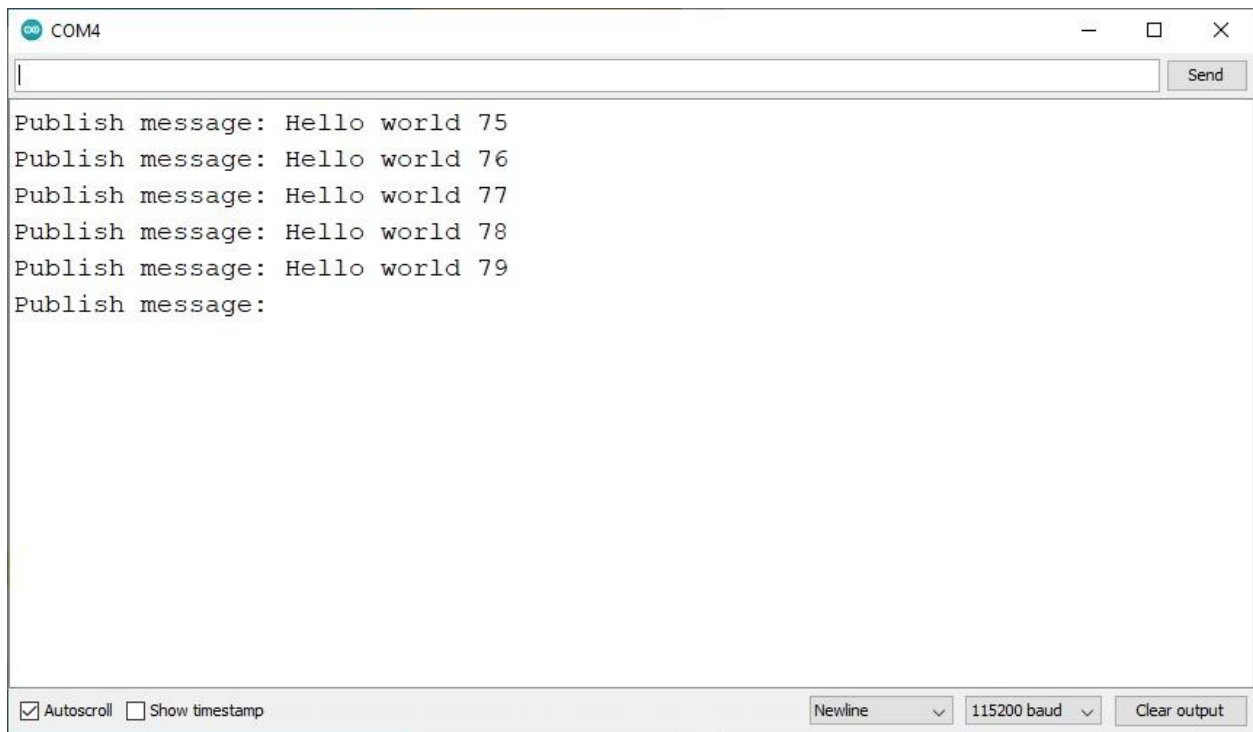 COM4
Send
Publish message: Hello world 75
Publish message: Hello world 76
Publish message: Hello world 77
Publish message: Hello world 78
Publish message: Hello world 79
Publish message:
Autoscroll Show timestamp Newline 115200 baud Clear output